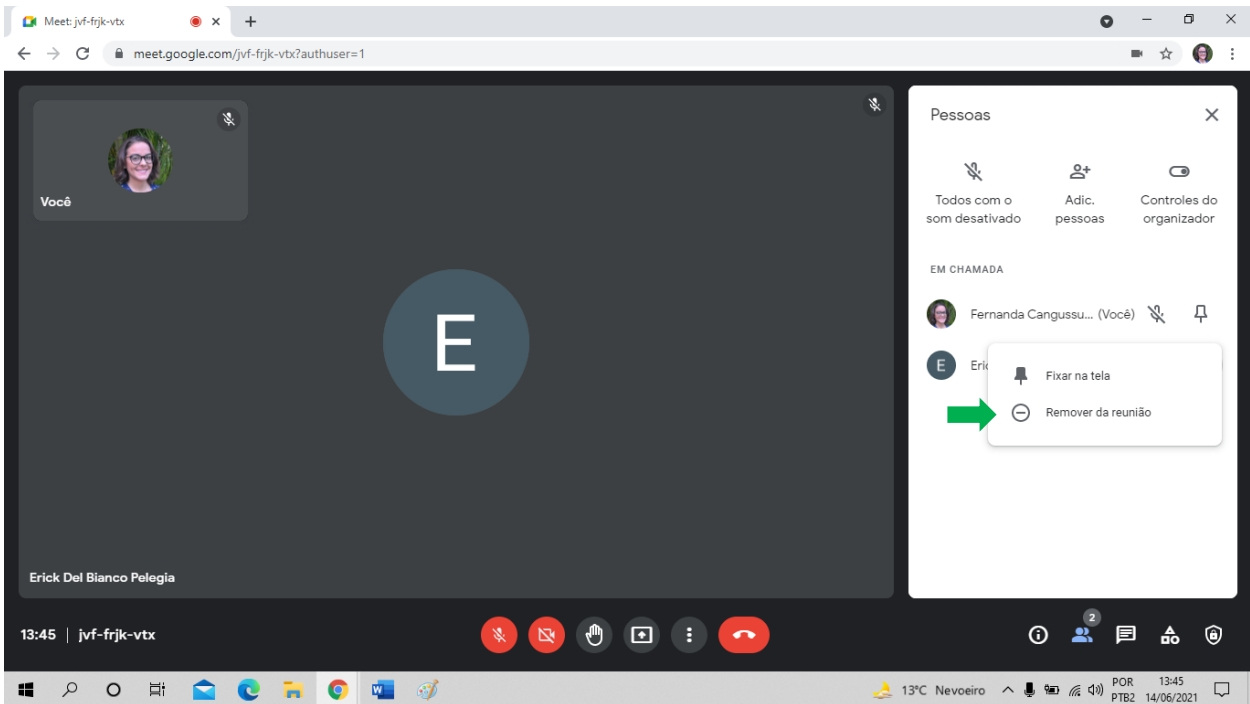 Meet: jvf-frjk-vtx
meet.google.com/jvf-frjk-vtx?authuser=1
Você
E
Erick Del Bianco Pelegia
Pessoas
Todos com o
som desativado
Adic.
pessoas
Controles do
organizador
EM CHAMADA
Fernanda Cangussu... (Você)
E
Fixar na tela
Remover da reunião
13:45 | jvf-frjk-vtx
2
13°C Nevoeiro
POR
PTB2
13:45
14/06/2021